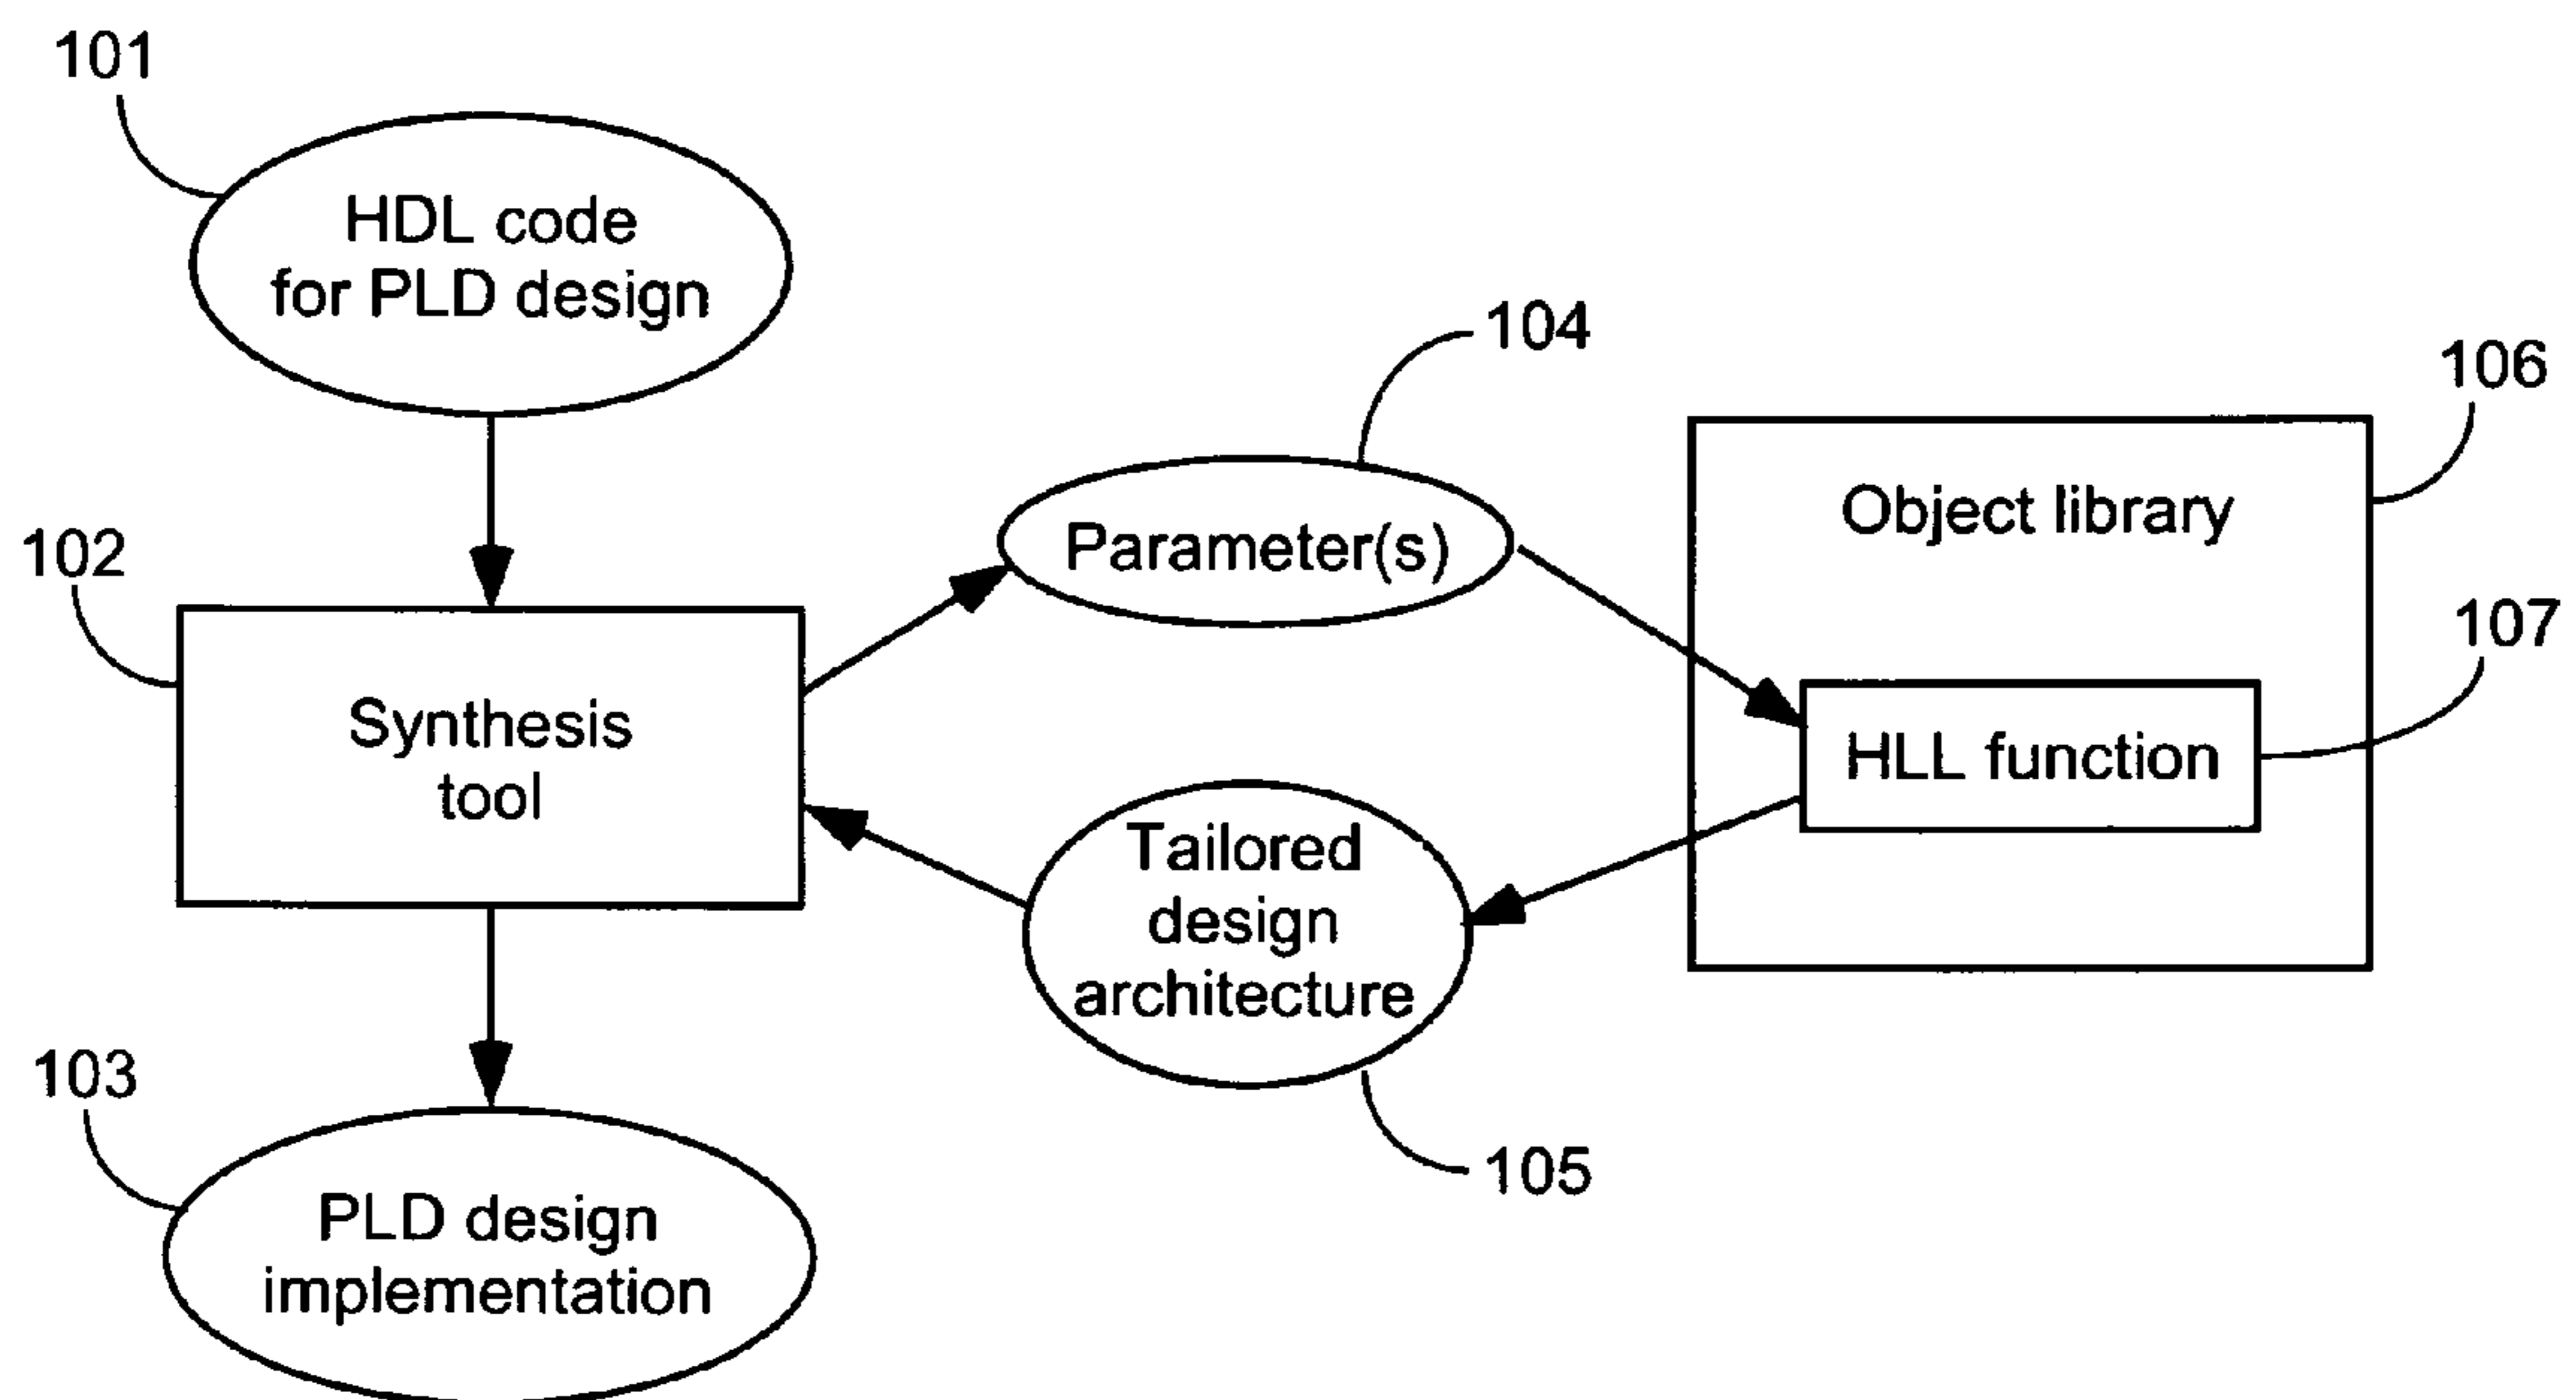 101
HDL code
for PLD design
104
106
Object library
102
Parameter(s)
107
Synthesis
tool
HLL function
Tailored
design
architecture
103
105
PLD design
implementation